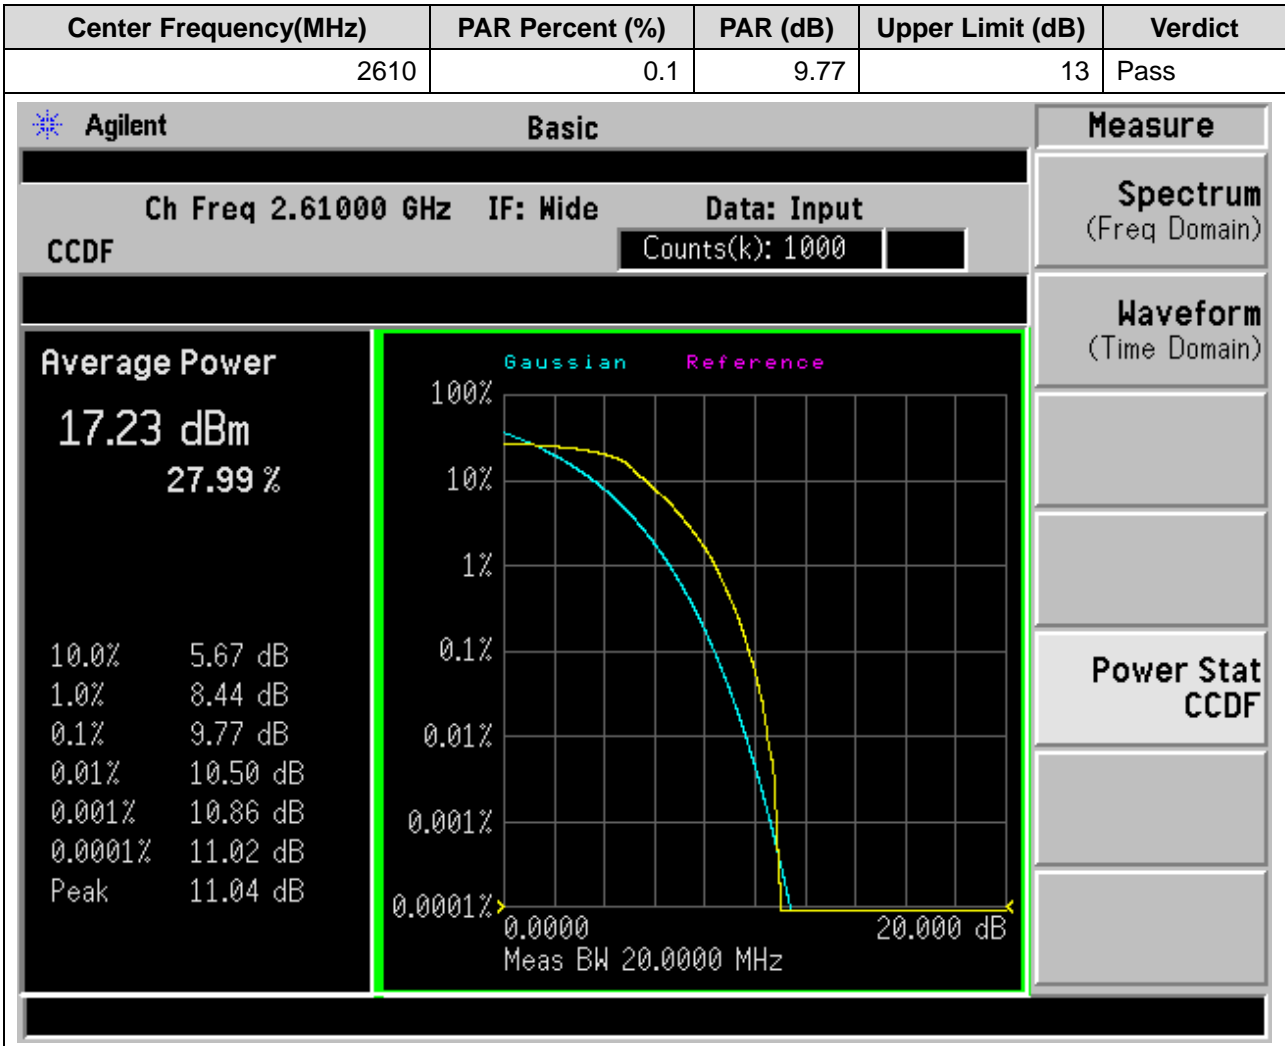 Center Frequency(MHz) PAR Percent (%) PAR (dB) Upper Limit (dB) Verdict
2610 0.1 9.77 13 Pass
Agilent Basic Measure
Ch Freq 2.61000 GHz IF: Wide Data: Input
CCDF Counts(k): 1000
Spectrum
(Freq Domain)
Waveform
(Time Domain)
Power Stat
CCDF
Average Power
17.23 dBm
27.99 %
10.0% 5.67 dB
1.0% 8.44 dB
0.1% 9.77 dB
0.01% 10.50 dB
0.001% 10.86 dB
0.0001% 11.02 dB
Peak 11.04 dB
Gaussian Reference
100%
10%
1%
0.1%
0.01%
0.001%
0.0001%
0.0000 20.000 dB
Meas BW 20.0000 MHz